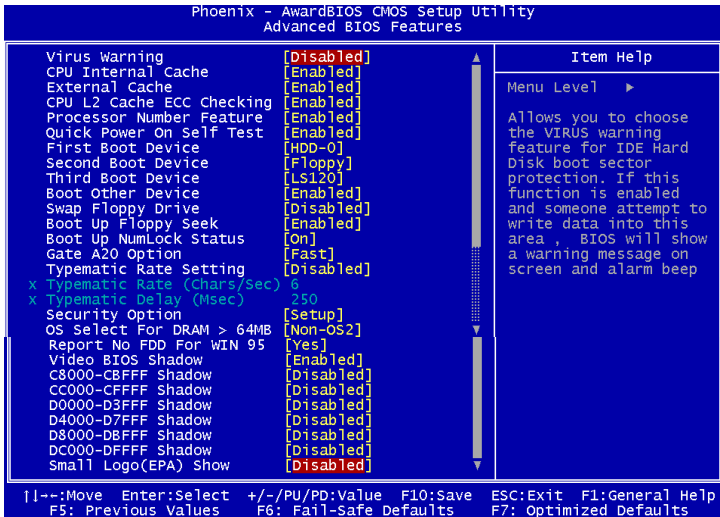 Phoenix - AwardBIOS CMOS Setup Utility
Advanced BIOS Features
Virus Warning [Disabled]
CPU Internal Cache [Enabled]
External Cache [Enabled]
CPU L2 Cache ECC Checking [Enabled]
Processor Number Feature [Enabled]
Quick Power On Self Test [Enabled]
First Boot Device [HDD-0]
Second Boot Device [Floppy]
Third Boot Device [LS120]
Boot Other Device [Enabled]
Swap Floppy Drive [Disabled]
Boot Up Floppy Seek [Enabled]
Boot Up NumLock Status [On]
Gate A20 Option [Fast]
Typematic Rate Setting [Disabled]
x Typematic Rate (Chars/Sec) 6
x Typematic Delay (Msec) 250
Security Option [Setup]
OS Select For DRAM > 64MB [Non-OS2]
Report No FDD For WIN 95 [Yes]
Video BIOS Shadow [Enabled]
C8000-CBFFF Shadow [Disabled]
CC000-CFFFF Shadow [Disabled]
D0000-D3FFF Shadow [Disabled]
D4000-D7FFF Shadow [Disabled]
D8000-DBFFF Shadow [Disabled]
DC000-DFFFF Shadow [Disabled]
Small Logo(EPA) Show [Disabled]
Item Help
Menu Level ▶
Allows you to choose
the VIRUS warning
feature for IDE Hard
Disk boot sector
protection. If this
function is enabled
and someone attempt to
write data into this
area , BIOS will show
a warning message on
screen and alarm beep
↑↓→←:Move Enter:Select +/-/PU/PD:Value F10:Save ESC:Exit F1:General Help
F5: Previous Values F6: Fail-Safe Defaults F7: Optimized Defaults